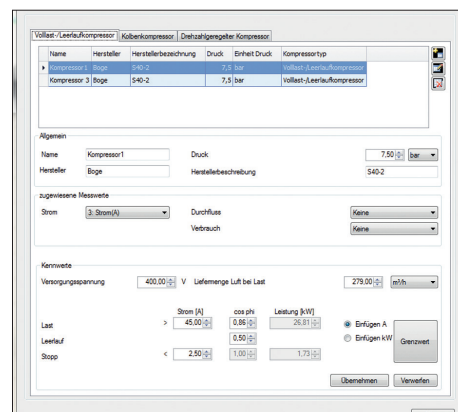 Volllast-/Leerlaufkompressor Kolbenkompressor Drehzahlgeregelter Kompressor
Name Hersteller Herstellerbezeichnung Druck Einheit Druck Kompressortyp
Kompressor1 Boge S40-2 7,5 bar Volllast-/Leerlaufkompressor
Kompressor 3 Boge S40-2 7,5 bar Volllast-/Leerlaufkompressor
Allgemein
Name Kompressor1 Druck 7,50 bar
Hersteller Boge Herstellerbeschreibung S40-2
zugewiesene Messwerte
Strom 3: Strom(A) Durchfluss Keine
Verbrauch Keine
Kennwerte
Versorgungsspannung 400,00 V Liefermenge Luft bei Last 279,00 m³/h
Strom [A] cos phi Leistung [kW]
Last > 45,00 0,86 26,81 Einfügen A
Leerlauf 0,50 Einfügen kW Grenzwert
Stopp < 2,50 1,00 1,73
Übernehmen Verwerfen